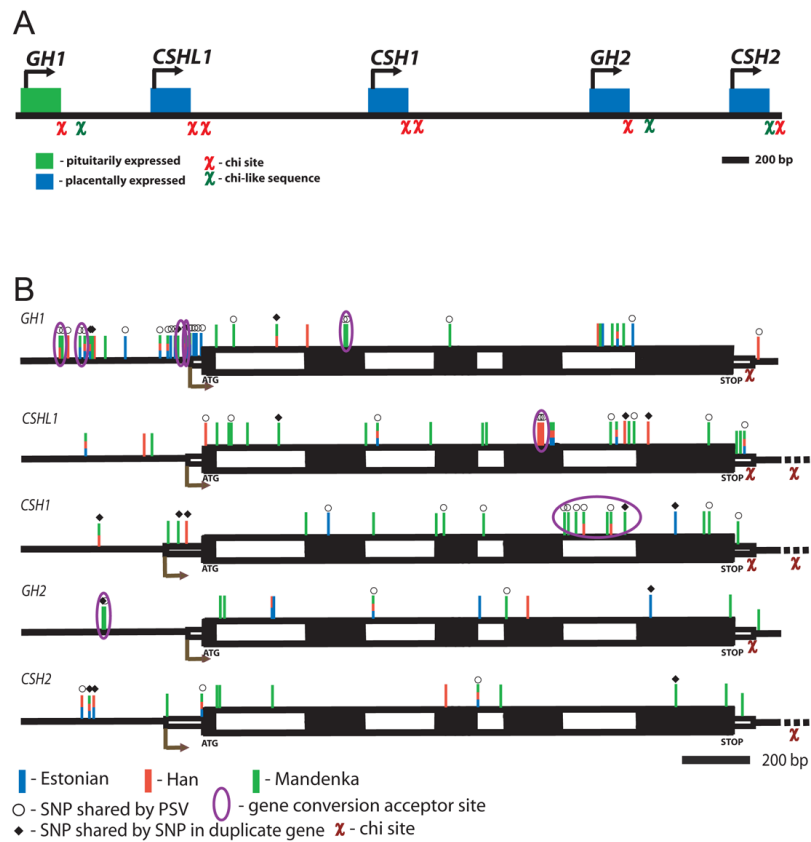 A
GH1 CSHL1 CSH1 GH2 CSH2
χ χ χ χ χ χ χ χ χ χ
- pituitarily expressed χ - chi site 200 bp
- placentally expressed χ - chi-like sequence
B
GH1
ATG STOP χ
CSHL1
ATG STOP χ χ
CSH1
ATG STOP χ χ
GH2
ATG STOP χ
CSH2
ATG STOP χ
200 bp
- Estonian - Han - Mandenka
- SNP shared by PSV - gene conversion acceptor site
- SNP shared by SNP in duplicate gene χ - chi site